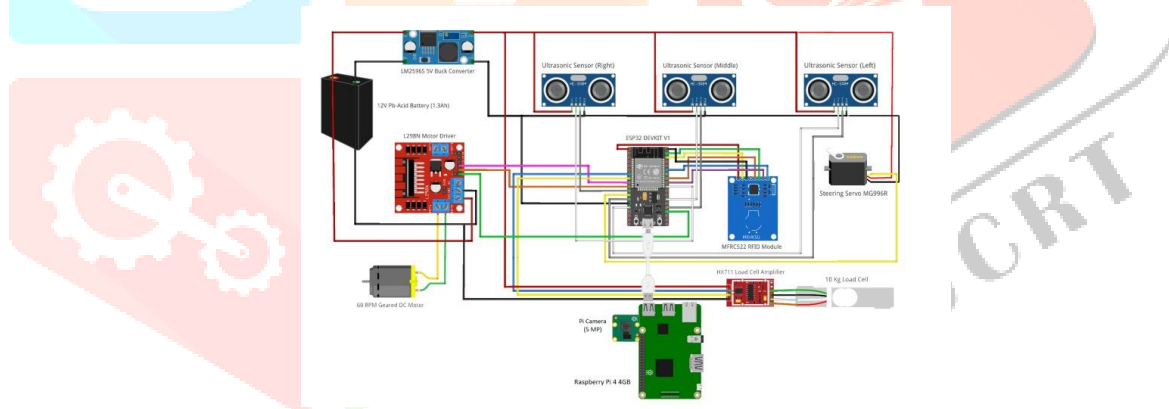 LM2596S 5V Buck Converter
Ultrasonic Sensor (Right)
Ultrasonic Sensor (Middle)
Ultrasonic Sensor (Left)
12V Pb-Acid Battery (1.3Ah)
L298N Motor Driver
ESP32 DEVKIT V1
Steering Servo MG996R
MFRC522 RFID Module
HX711 Load Cell Amplifier
10 Kg Load Cell
60 RPM Geared DC Motor
Pi Camera
(5 MP)
Raspberry Pi 4 4GB
CRT